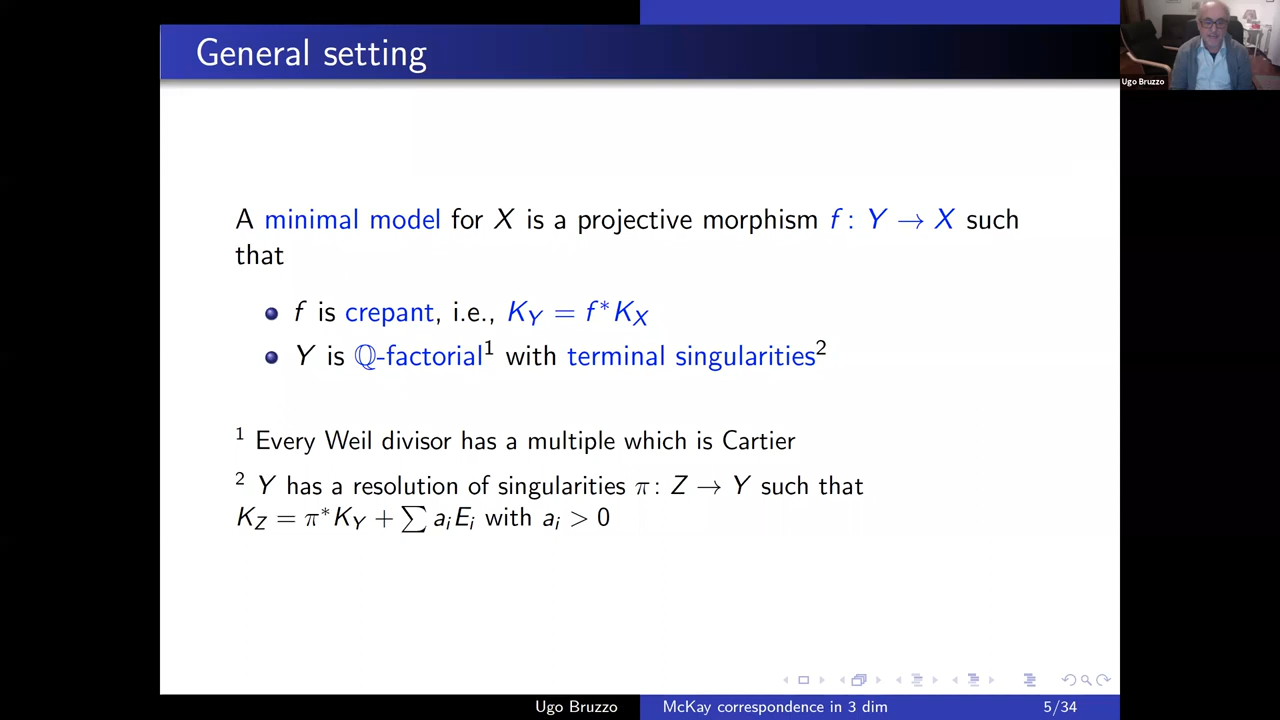 General setting
Ugo Bruzzo
A minimal model for X is a projective morphism f : Y → X such
that
f is crepant, i.e., K_Y = f*K_X
Y is ℚ-factorial¹ with terminal singularities²
¹ Every Weil divisor has a multiple which is Cartier
² Y has a resolution of singularities π : Z → Y such that
K_Z = π*K_Y + ∑ a_iE_i with a_i > 0
Ugo Bruzzo McKay correspondence in 3 dim 5/34